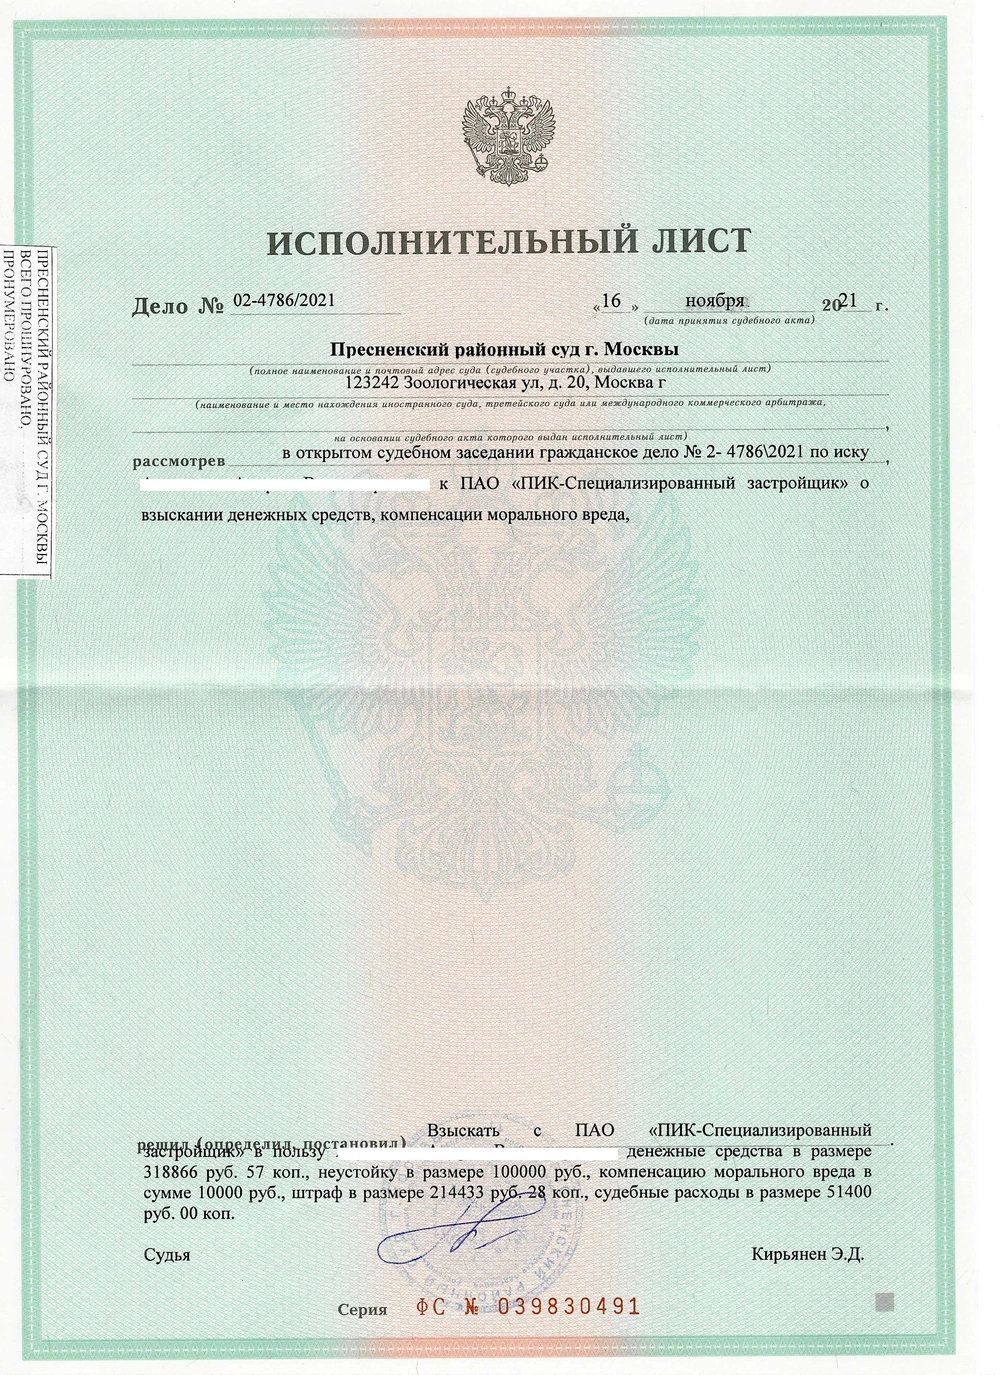 ИСПОЛНИТЕЛЬНЫЙ ЛИСТ
Дело № 02-4786/2021 «16» ноября 2021 г.
(дата принятия судебного акта)
Пресненский районный суд г. Москвы
(полное наименование и почтовый адрес суда (судебного участка), выдавшего исполнительный лист)
123242 Зоологическая ул, д. 20, Москва г
(наименование и место нахождения иностранного суда, третейского суда или международного коммерческого арбитража,
,
на основании судебного акта которого выдан исполнительный лист)
рассмотрев в открытом судебном заседании гражданское дело № 2- 4786\2021 по иску ,
к ПАО «ПИК-Специализированный застройщик» о
взыскании денежных средств, компенсации морального вреда,
ПРЕСНЕНСКИЙ РАЙОННЫЙ СУД Г. МОСКВЫ
ВСЕГО ПРОШНУРОВАНО,
ПРОНУМЕРОВАНО
решил (определил, постановил) Взыскать с ПАО «ПИК-Специализированный .
застройщик» в пользу денежные средства в размере
318866 руб. 57 коп., неустойку в размере 100000 руб., компенсацию морального вреда в
сумме 10000 руб., штраф в размере 214433 руб. 28 коп., судебные расходы в размере 51400
руб. 00 коп.
Судья Кирьянен Э.Д.
Серия ФС № 039830491